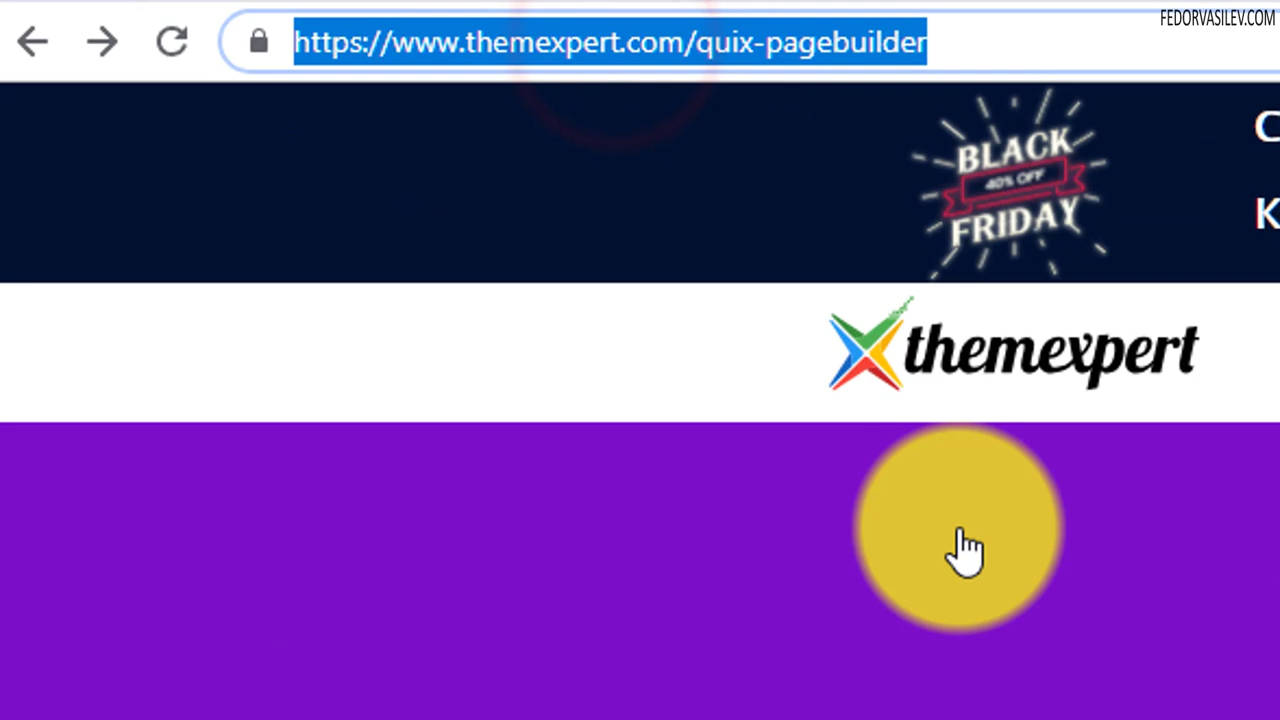 FEDORVASILEV.COM
https://www.themexpert.com/quix-pagebuilder
BLACK
40% OFF
FRIDAY
C
K
themexpert